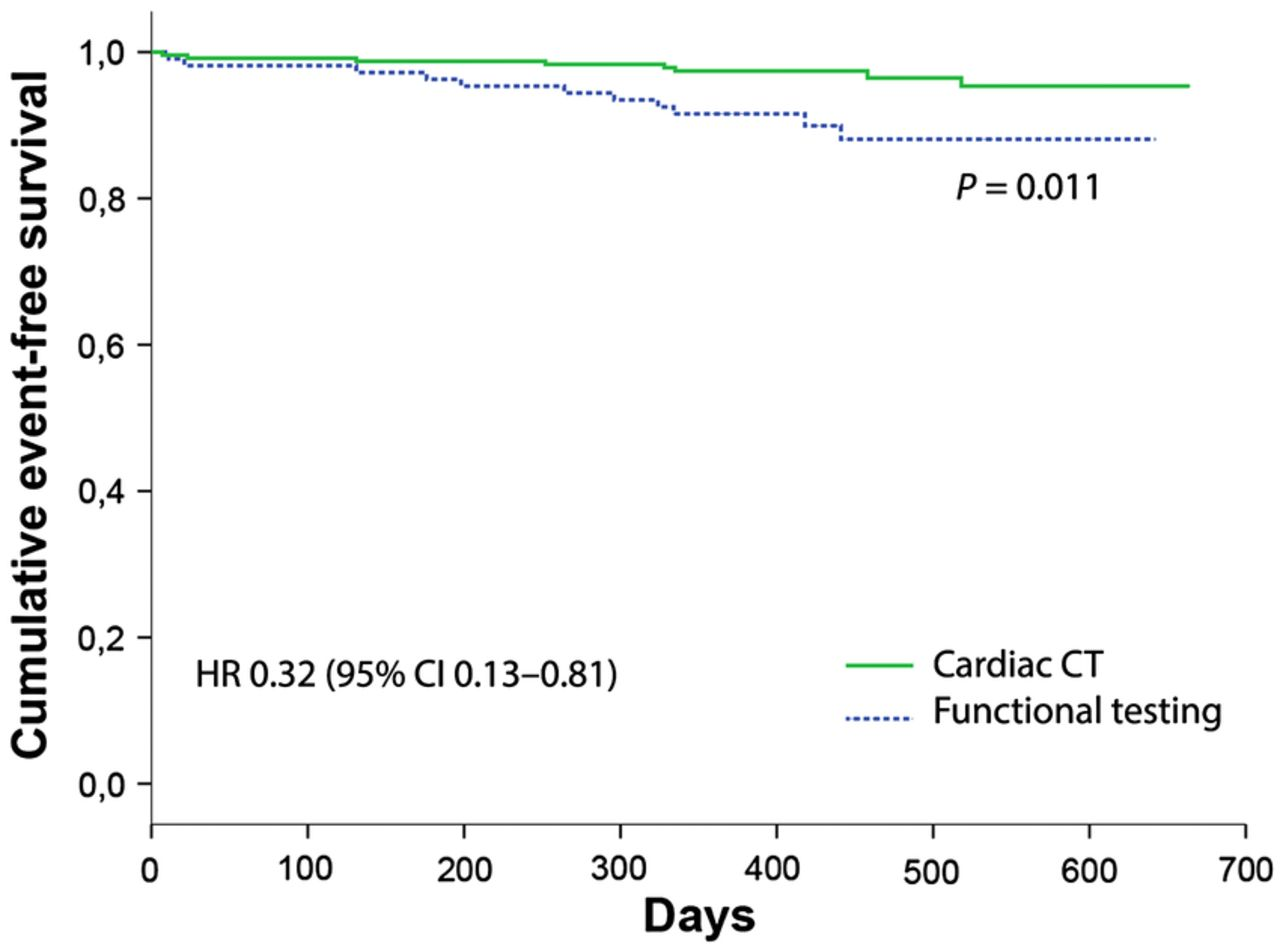 Cumulative event-free survival
1,0
0,8
0,6
0,4
0,2
0,0
P = 0.011
HR 0.32 (95% CI 0.13–0.81)
Cardiac CT
Functional testing
0 100 200 300 400 500 600 700
Days